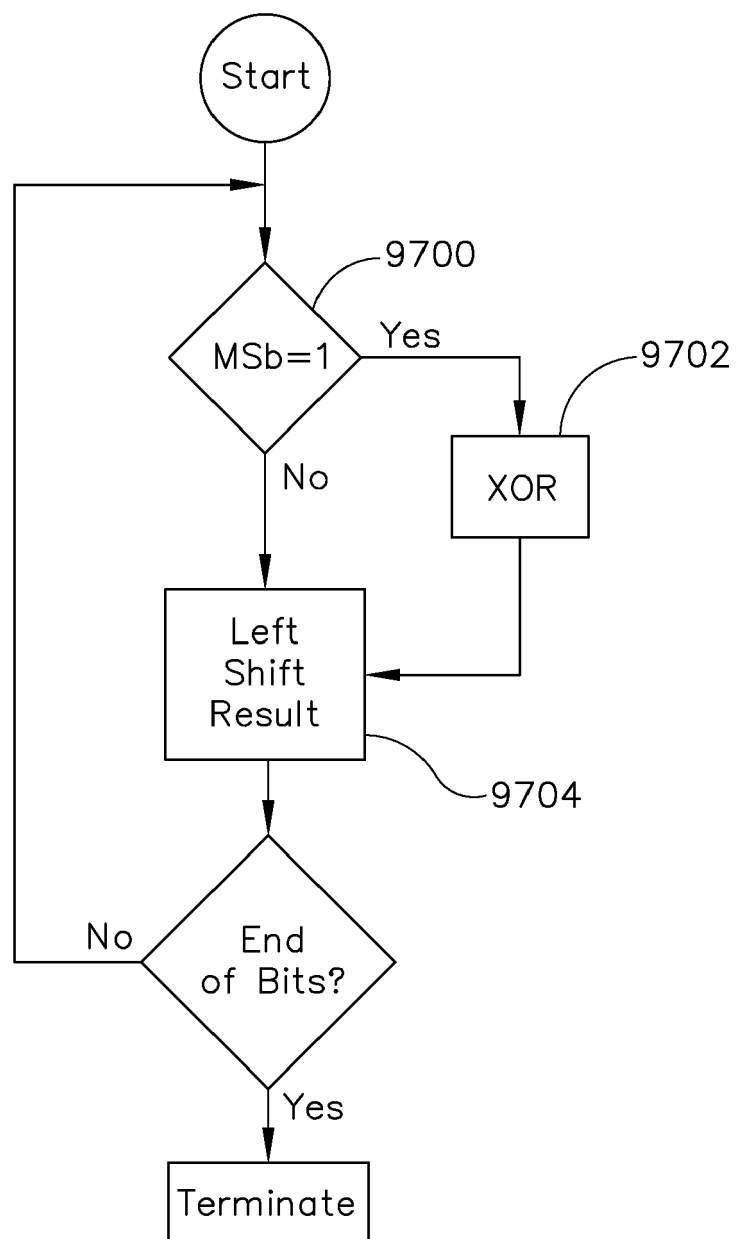 Start
9700
MSb=1
Yes
9702
XOR
No
Left
Shift
Result
9704
No
End
of Bits?
Yes
Terminate